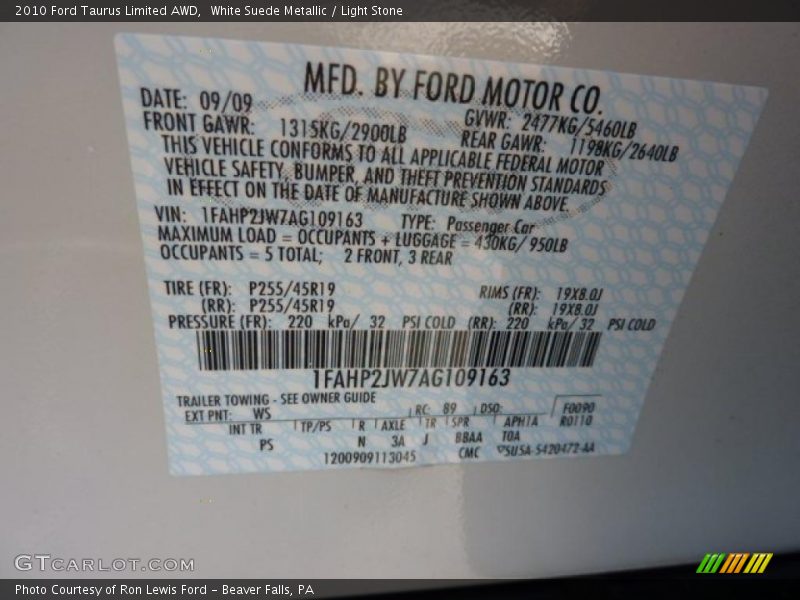 2010 Ford Taurus Limited AWD,  White Suede Metallic / Light Stone
MFD. BY FORD MOTOR CO.
DATE: 09/09 GVWR: 2477KG/5460LB
FRONT GAWR: 1315KG/2900LB REAR GAWR: 1198KG/2640LB
THIS VEHICLE CONFORMS TO ALL APPLICABLE FEDERAL MOTOR
VEHICLE SAFETY, BUMPER, AND THEFT PREVENTION STANDARDS
IN EFFECT ON THE DATE OF MANUFACTURE SHOWN ABOVE.
VIN: 1FAHP2JW7AG109163 TYPE: Passenger Car
MAXIMUM LOAD = OCCUPANTS + LUGGAGE = 430KG/ 950LB
OCCUPANTS = 5 TOTAL; 2 FRONT, 3 REAR
TIRE (FR): P255/45R19 RIMS (FR): 19X8.0J
(RR): P255/45R19 (RR): 19X8.0J
PRESSURE (FR): 220 kPa/ 32 PSI COLD (RR): 220 kPa/ 32 PSI COLD
1FAHP2JW7AG109163
TRAILER TOWING - SEE OWNER GUIDE
EXT PNT: WS RC: 89 DSO: F0090
INT TR TP/PS R AXLE TR SPR APH1A R0110
PS N 3A J BBAA TOA
1200909113045 CMC 5U5A-5420472-AA
GTCARLOT.COM
Photo Courtesy of Ron Lewis Ford - Beaver Falls, PA